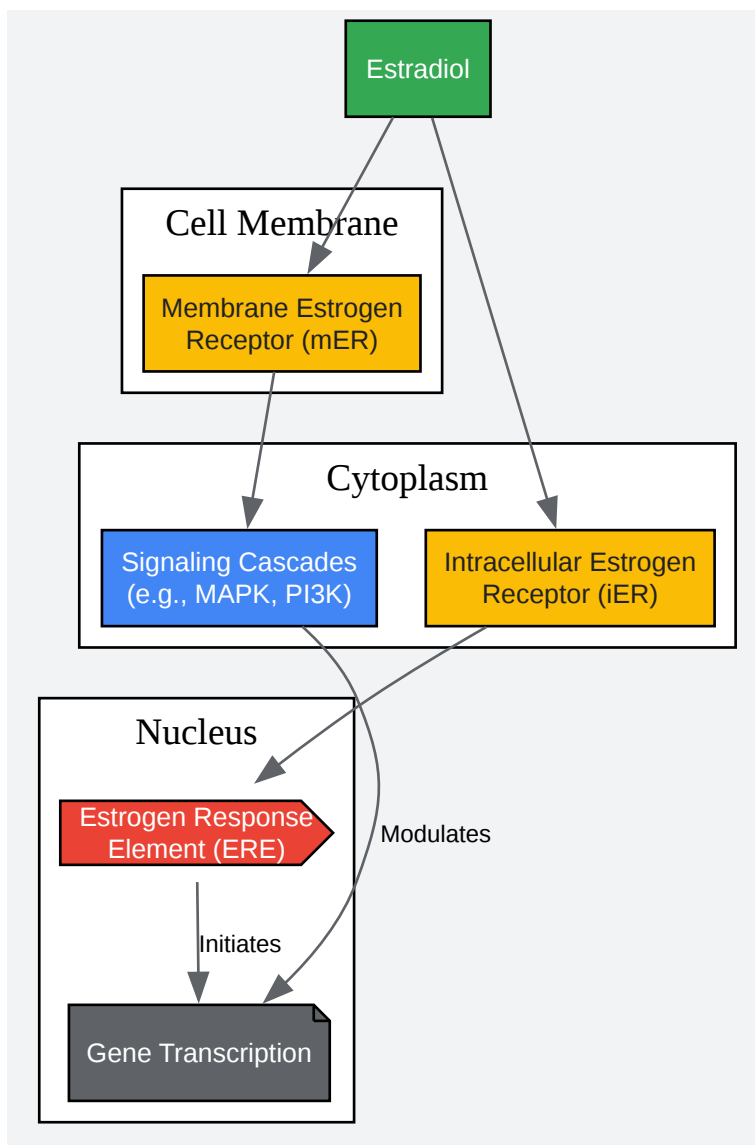 Estradiol
Cell Membrane
Membrane Estrogen
Receptor (mER)
Cytoplasm
Signaling Cascades
(e.g., MAPK, PI3K)
Intracellular Estrogen
Receptor (iER)
Nucleus
Estrogen Response
Element (ERE)
Modulates
Initiates
Gene Transcription